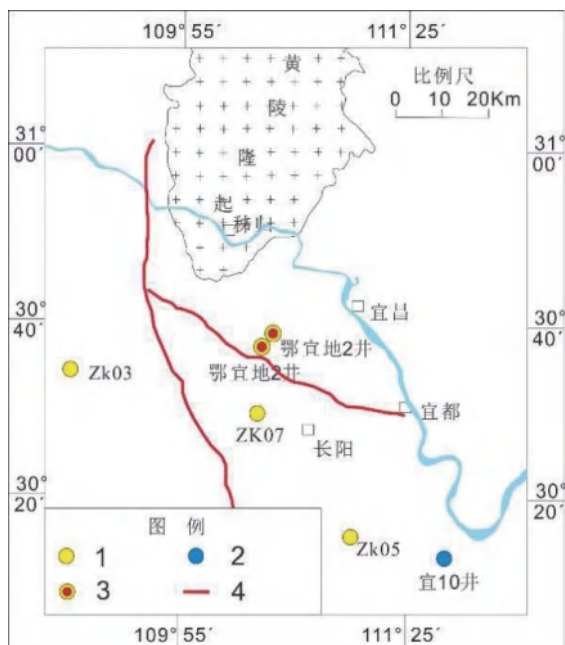 109°55′
111°25′
黄
陵
隆
起
比例尺
0 10 20Km
31°
00′
31°
00′
秭归
宜昌
30°
40′
30°
40′
鄂宜地2井
鄂宜地2井
Zk03
ZK07
宜都
长阳
30°
20′
30°
20′
Zk05
宜10井
图 例
1
2
3
4
109°55′
111°25′